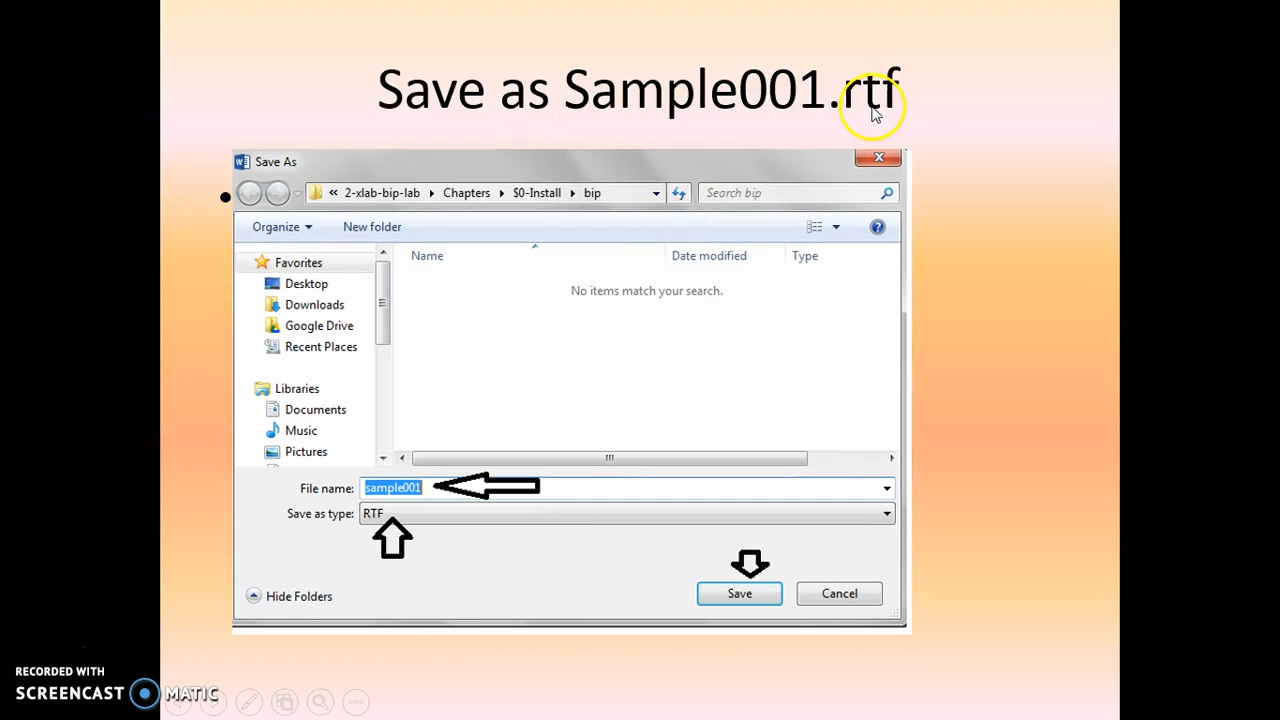 Save as Sample001.rtf
Save As
« 2-xlab-bip-lab Chapters $0-Install bip
Search bip
Organize New folder
Name Date modified Type
No items match your search.
Favorites
Desktop
Downloads
Google Drive
Recent Places
Libraries
Documents
Music
Pictures
File name: sample001
Save as type: RTF
Hide Folders
Save Cancel
RECORDED WITH
SCREENCAST MATIC